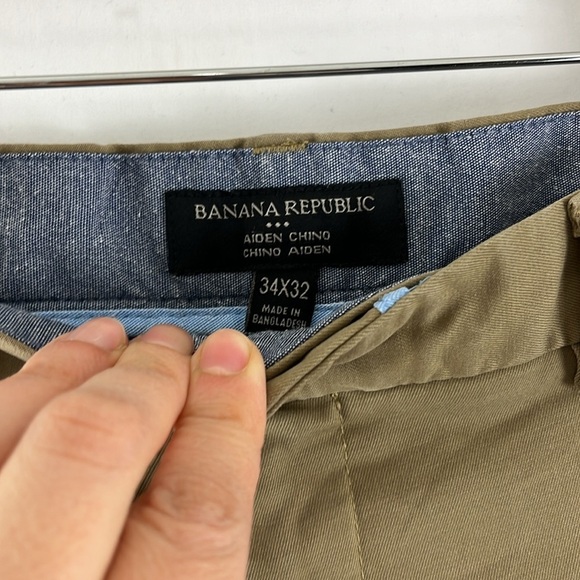 BANANA REPUBLIC
AIDEN CHINO
CHINO AIDEN
34X32
MADE IN
BANGLADESH